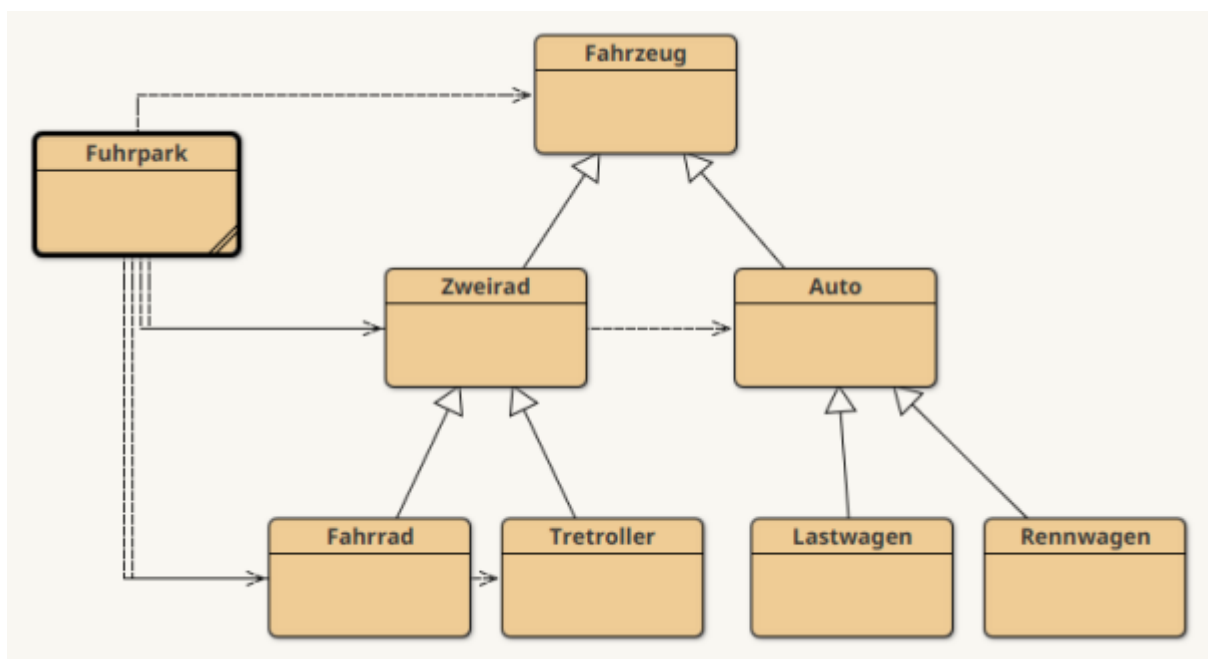 Fahrzeug
Fuhrpark
Zweirad
Auto
Fahrrad
Tretroller
Lastwagen
Rennwagen